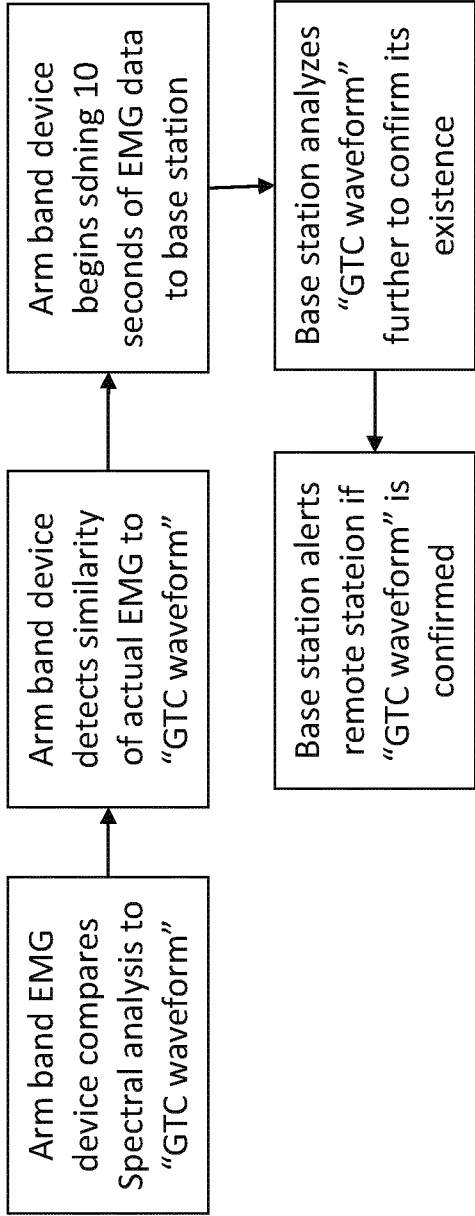 Arm band EMG
device compares
Spectral analysis to
“GTC waveform”
Arm band device
detects similarity
of actual EMG to
“GTC waveform”
Arm band device
begins sdning 10
seconds of EMG data
to base station
Base station analyzes
“GTC waveform”
further to confirm its
existence
Base station alerts
remote stateion if
“GTC waveform” is
confirmed